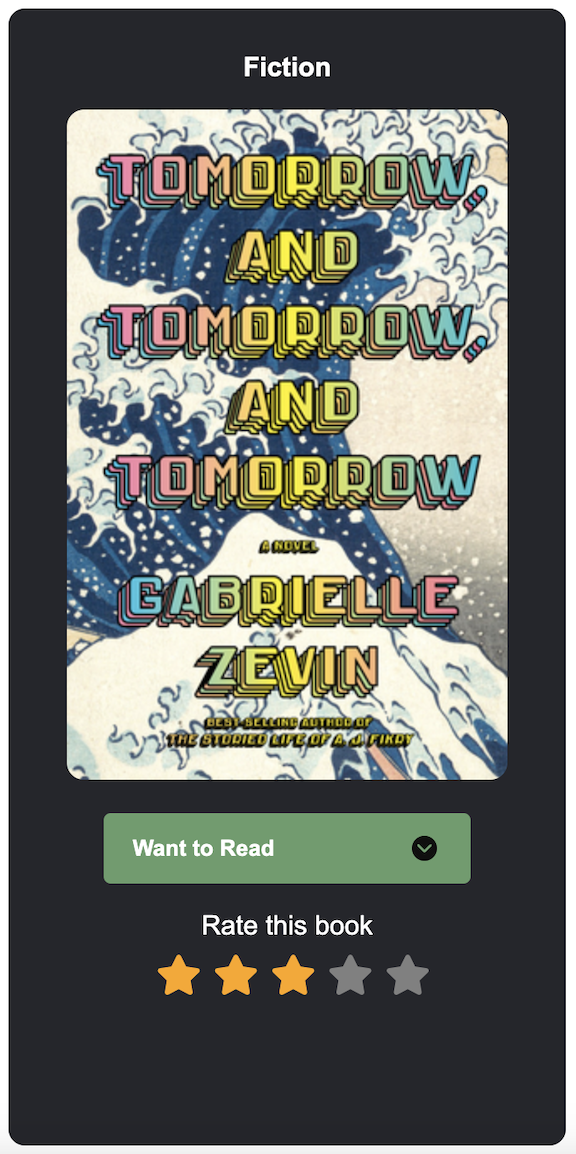 Fiction
TOMORROW,
AND
TOMORROW,
AND
TOMORROW
A NOVEL
GABRIELLE
ZEVIN
BEST-SELLING AUTHOR OF
THE STORIED LIFE OF A. J. FIKRY
Want to Read
Rate this book